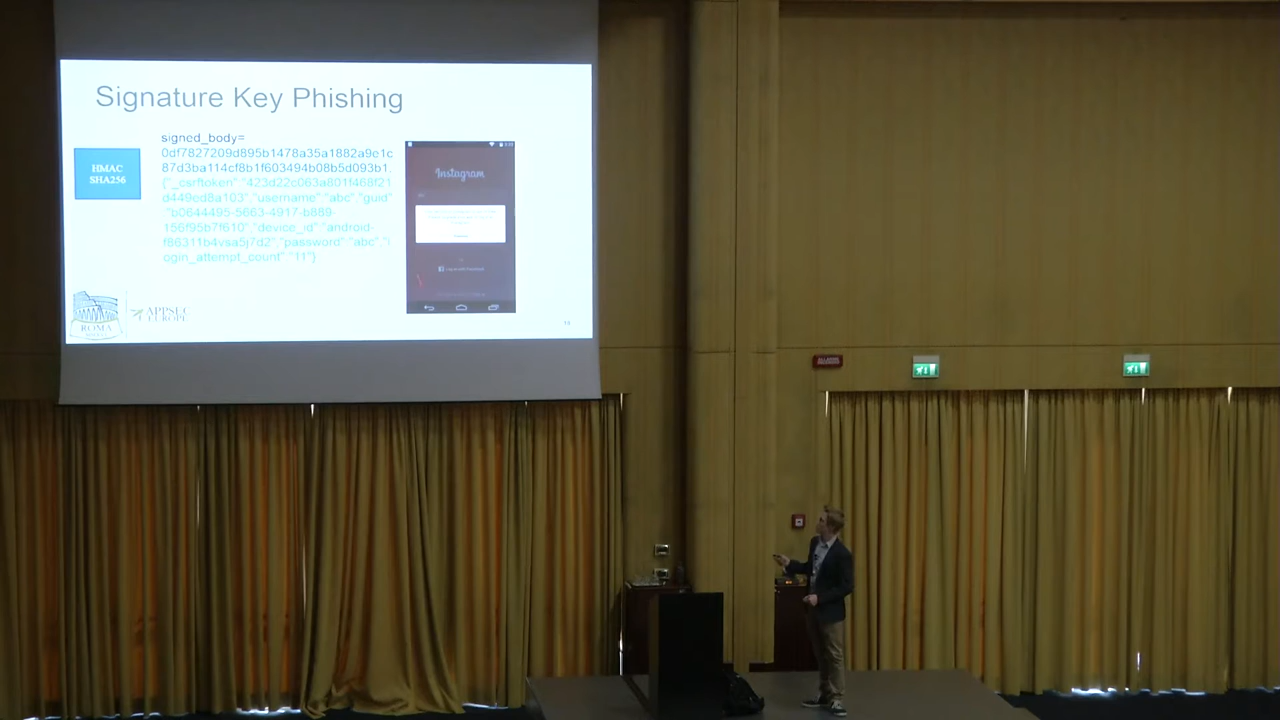 Signature Key Phishing
HMAC
SHA256
signed_body=
0df7827209d895b1478a35a1882a9e1c
87d3ba114cf8b1f603494b08b5d093b1.
{"_csrftoken":"423d22c063a801f468f21
d449ed8a103","username":"abc","guid"
:"b0644495-5663-4917-b889-
156f95b7f610","device_id":"android-
f86311b4vsa5j7d2","password":"abc","l
ogin_attempt_count":"11"}
Instagram
ROMA
APPSEC
EUROPE